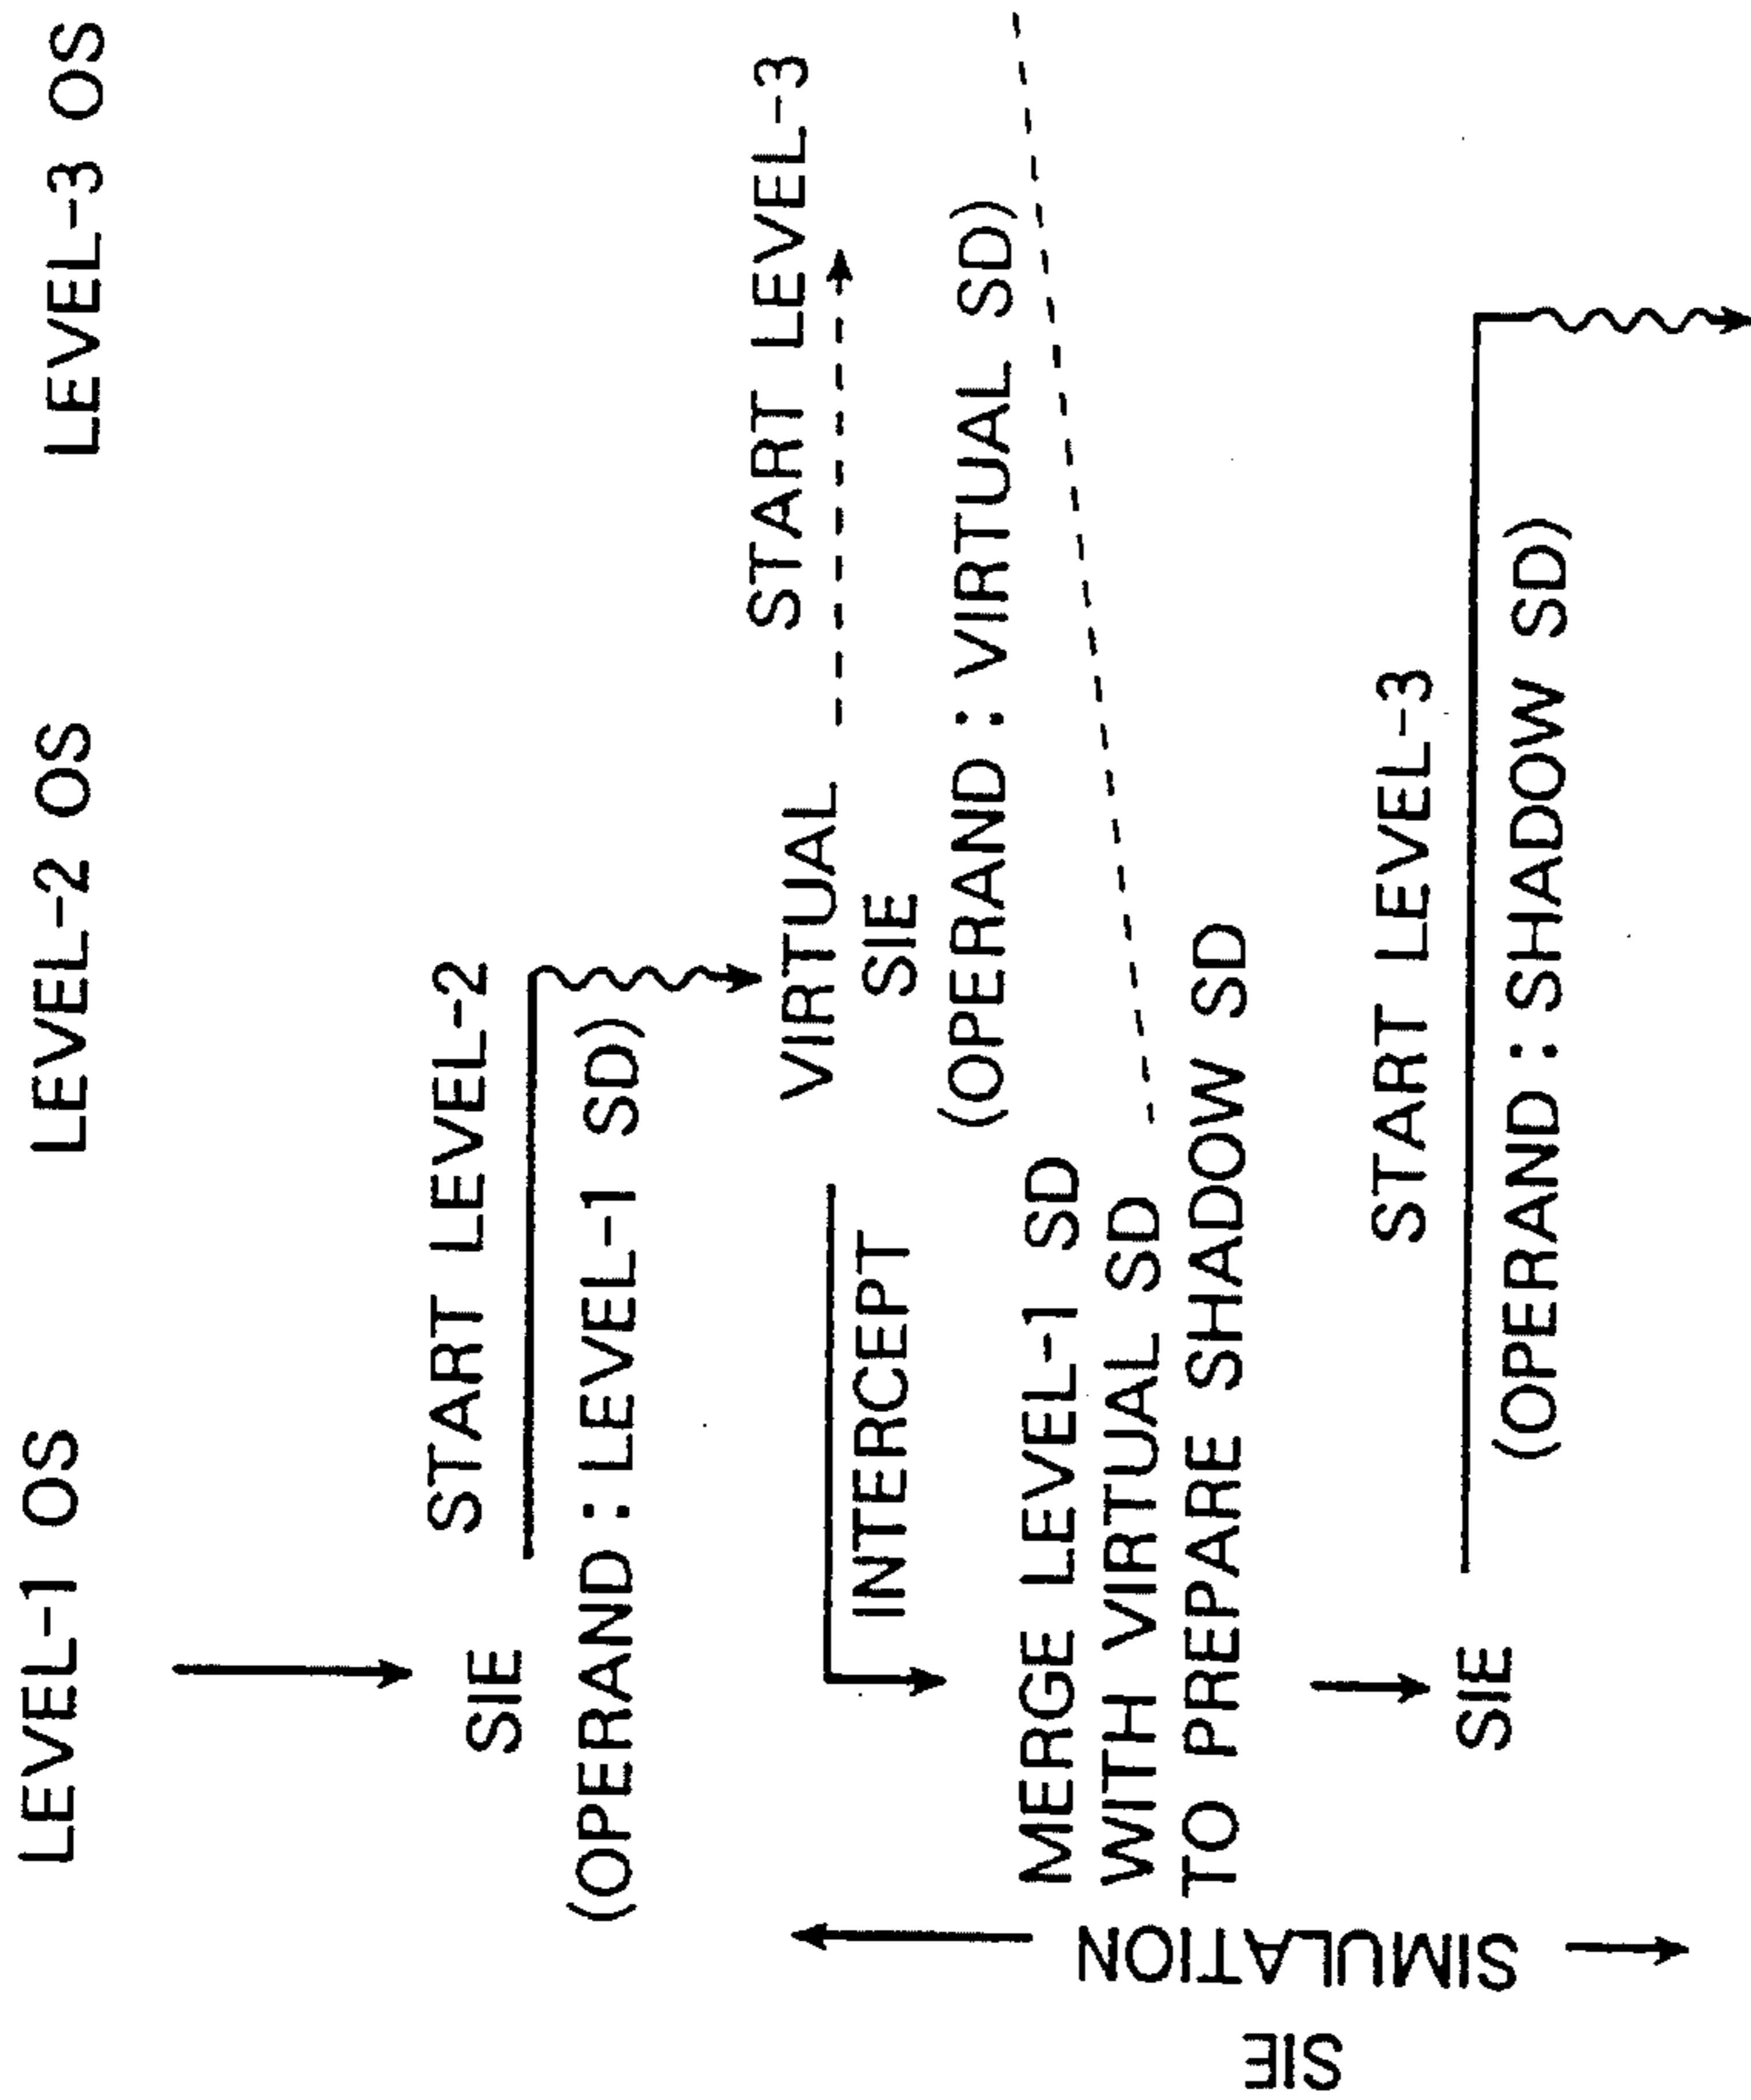 LEVEL-1 OS
LEVEL-2 OS
LEVEL-3 OS
SIE
START LEVEL-2
(OPERAND : LEVEL-1 SD)
VIRTUAL
SIE
(OPERAND : VIRTUAL SD)
START LEVEL-3
INTERCEPT
MERGE LEVEL-1 SD
WITH VIRTUAL SD
TO PREPARE SHADOW SD
SIE
SIMULATION
SIE
START LEVEL-3
(OPERAND : SHADOW SD)